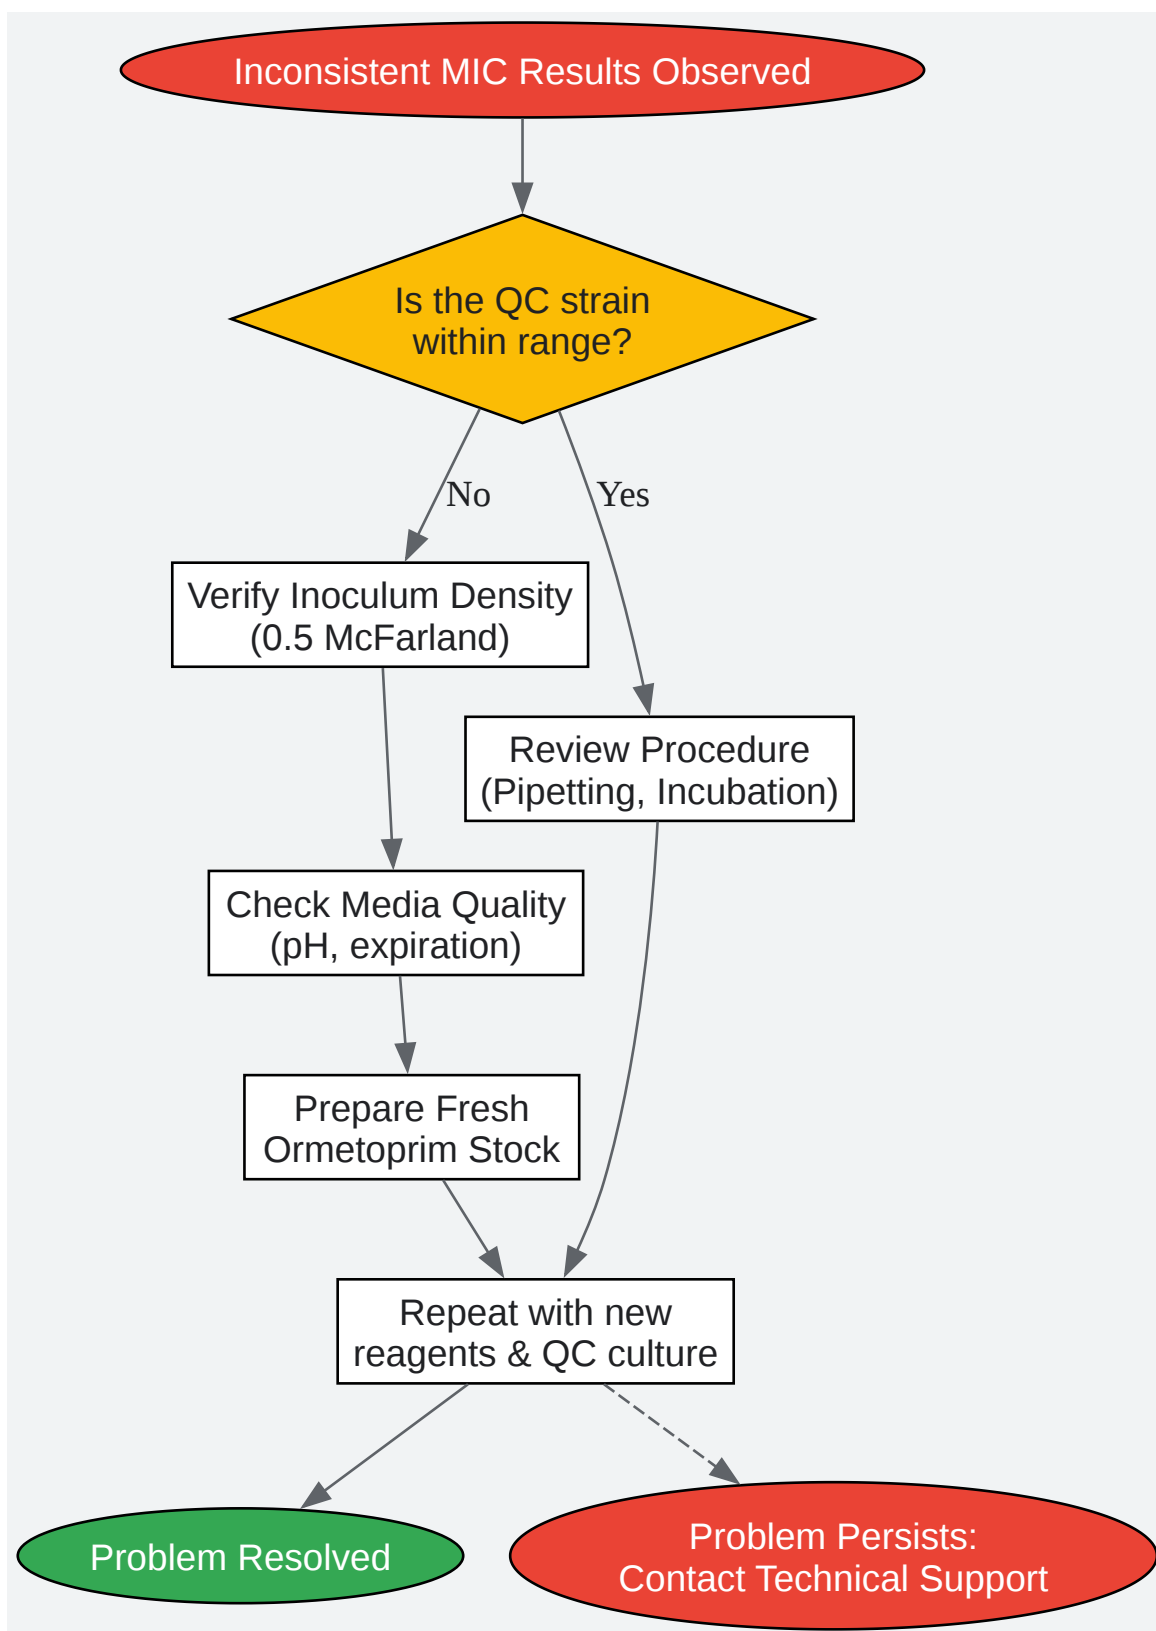 Inconsistent MIC Results Observed
Is the QC strain
within range?
No
Yes
Verify Inoculum Density
(0.5 McFarland)
Review Procedure
(Pipetting, Incubation)
Check Media Quality
(pH, expiration)
Prepare Fresh
Ormetoprim Stock
Repeat with new
reagents & QC culture
Problem Resolved
Problem Persists:
Contact Technical Support